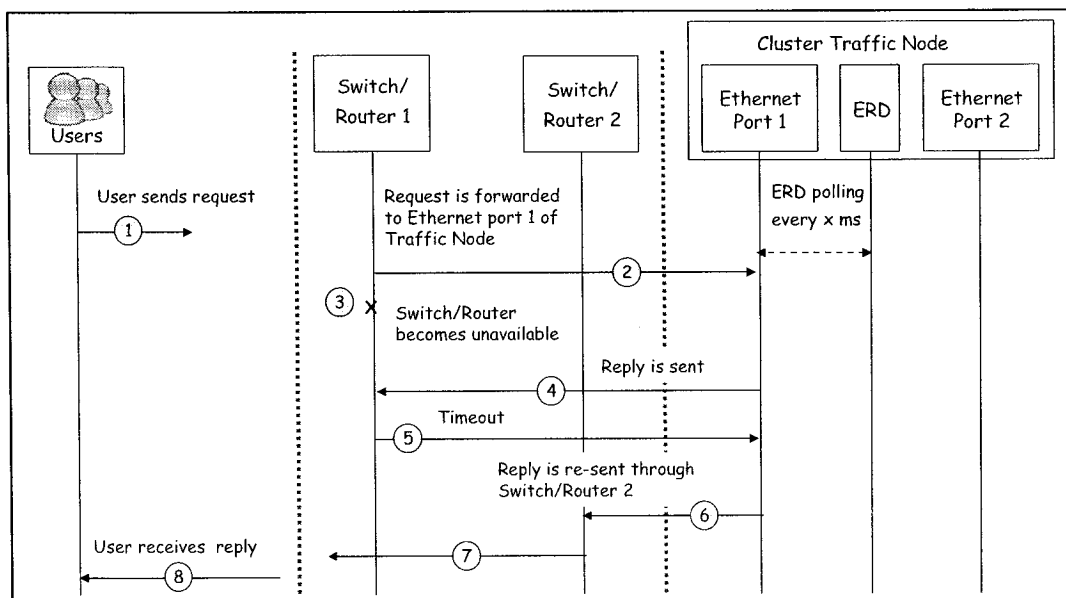 Cluster Traffic Node
Users
Switch/
Router 1
Switch/
Router 2
Ethernet
Port 1
ERD
Ethernet
Port 2
User sends request
1
Request is forwarded
to Ethernet port 1 of
Traffic Node
ERD polling
every x ms
2
3
x
Switch/Router
becomes unavailable
Reply is sent
4
Timeout
5
Reply is re-sent through
Switch/Router 2
6
User receives reply
7
8